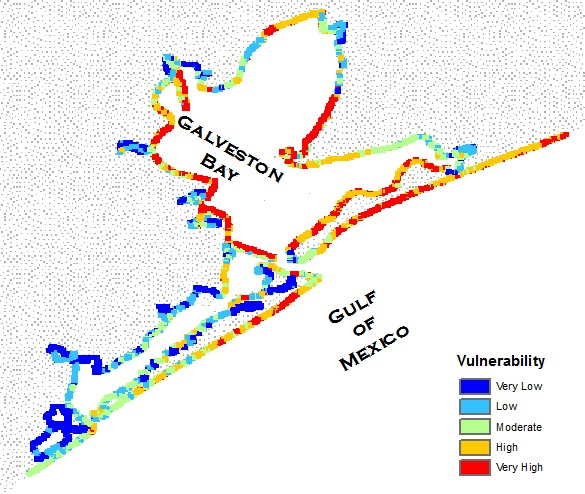 GALVESTON
BAY
GULF
OF
MEXICO
Vulnerability
Very Low
Low
Moderate
High
Very High